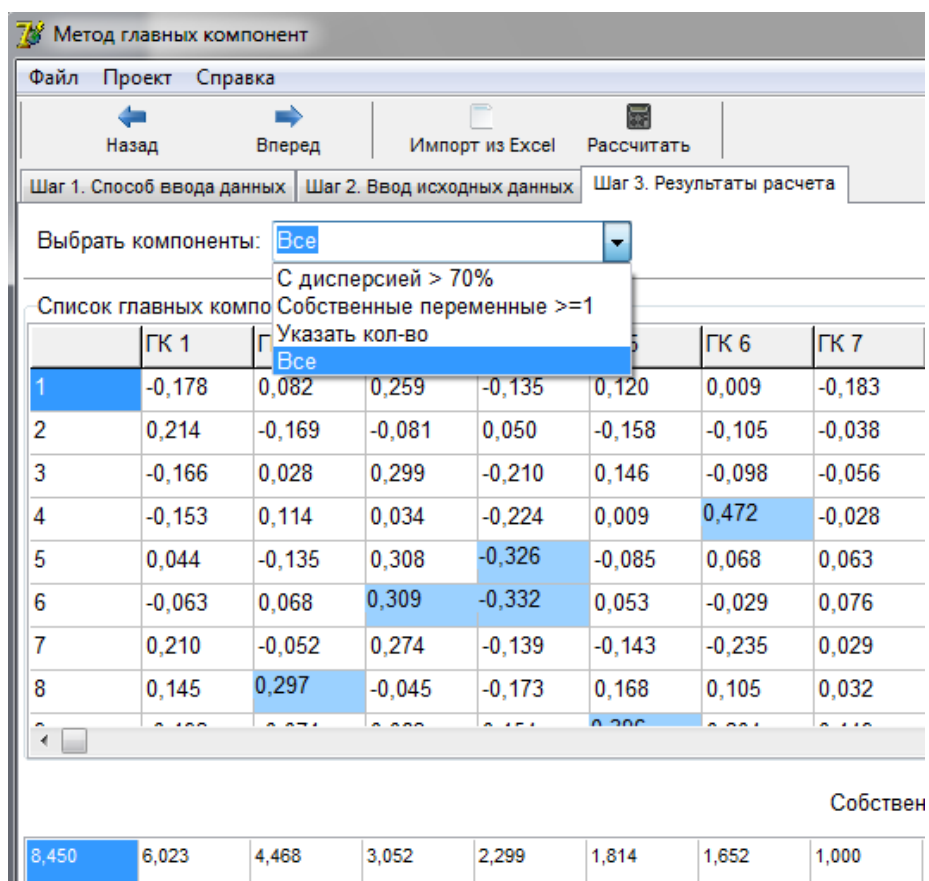 Метод главных компонент
Файл Проект Справка
Назад Вперед Импорт из Excel Рассчитать
Шаг 1. Способ ввода данных Шаг 2. Ввод исходных данных Шаг 3. Результаты расчета
Выбрать компоненты: Все
С дисперсией > 70%
Собственные переменные >=1
Указать кол-во
Все
Список главных компо
ГК 1 ГК 6 ГК 7
1 -0,178 0,082 0,259 -0,135 0,120 0,009 -0,183
2 0,214 -0,169 -0,081 0,050 -0,158 -0,105 -0,038
3 -0,166 0,028 0,299 -0,210 0,146 -0,098 -0,056
4 -0,153 0,114 0,034 -0,224 0,009 0,472 -0,028
5 0,044 -0,135 0,308 -0,326 -0,085 0,068 0,063
6 -0,063 0,068 0,309 -0,332 0,053 -0,029 0,076
7 0,210 -0,052 0,274 -0,139 -0,143 -0,235 0,029
8 0,145 0,297 -0,045 -0,173 0,168 0,105 0,032
Собствен
8,450 6,023 4,468 3,052 2,299 1,814 1,652 1,000